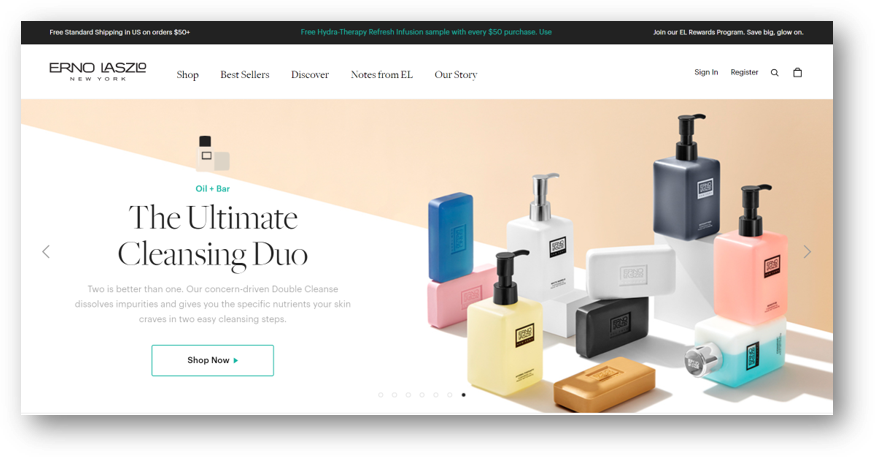 Free Standard Shipping in US on orders $50+
Free Hydra-Therapy Refresh Infusion sample with every $50 purchase. Use
Join our EL Rewards Program. Save big, glow on.
ERNO LASZLO
NEW YORK
Shop
Best Sellers
Discover
Notes from EL
Our Story
Sign In
Register
Oil + Bar
The Ultimate
Cleansing Duo
Two is better than one. Our concern-driven Double Cleanse
dissolves impurities and gives you the specific nutrients your skin
craves in two easy cleansing steps.
Shop Now